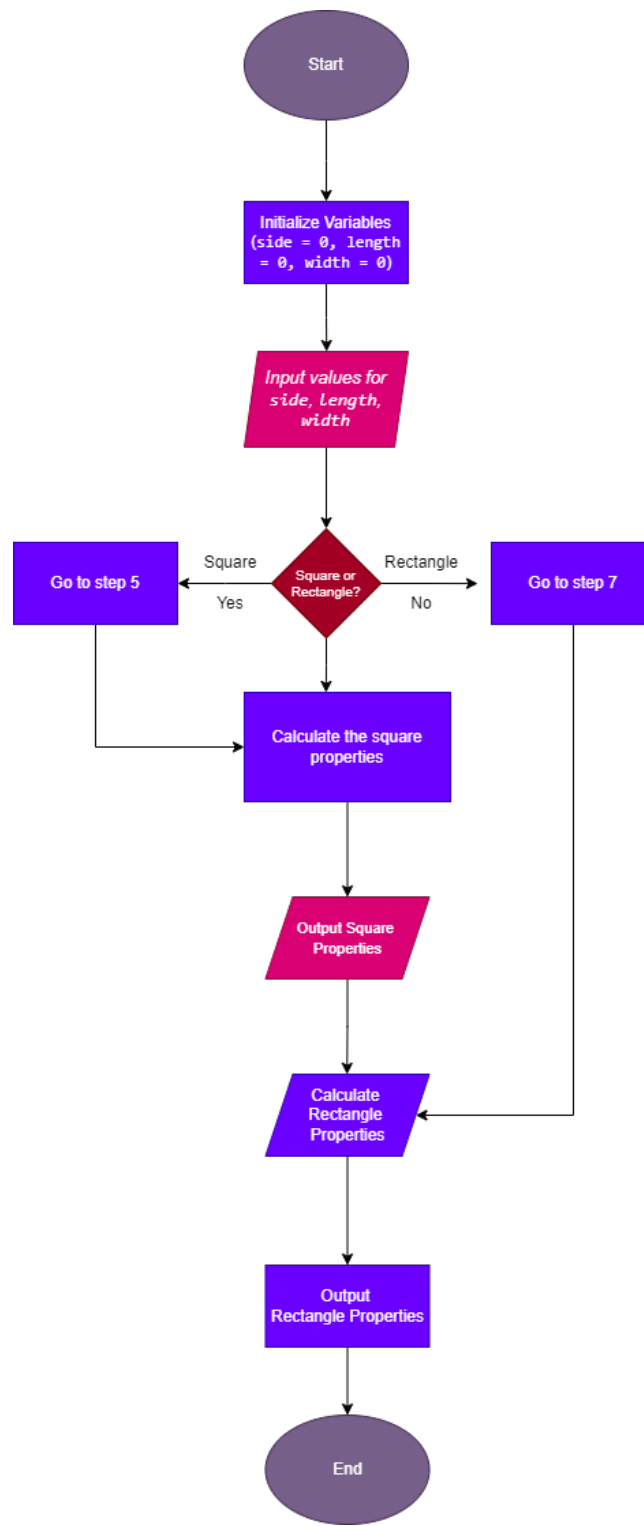 Start
Initialize Variables
(side = 0, length
= 0, width = 0)
Input values for
side, length,
width
Square
Rectangle
Go to step 5
Square or
Rectangle?
Go to step 7
Yes
No
Calculate the square
properties
Output Square
Properties
Calculate
Rectangle
Properties
Output
Rectangle Properties
End